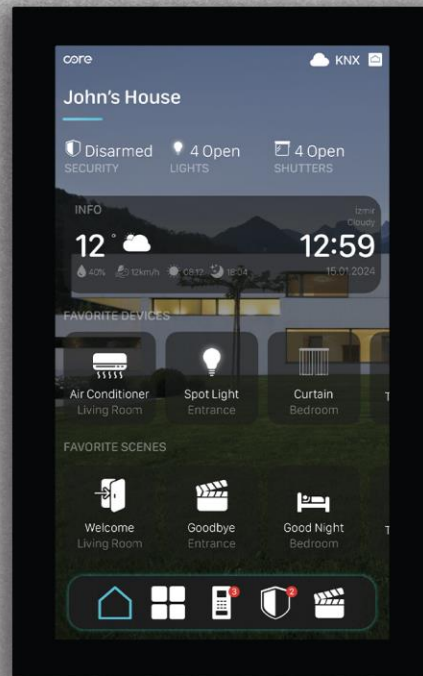 core
KNX
John's House
Disarmed
SECURITY
4 Open
LIGHTS
4 Open
SHUTTERS
INFO
Izmir
Cloudy
12 °
12:59
40% 12km/h 08:12 18:04
15.01.2024
FAVORITE DEVICES
Air Conditioner
Living Room
Spot Light
Entrance
Curtain
Bedroom
T
FAVORITE SCENES
Welcome
Living Room
Goodbye
Entrance
Good Night
Bedroom
T
3
2